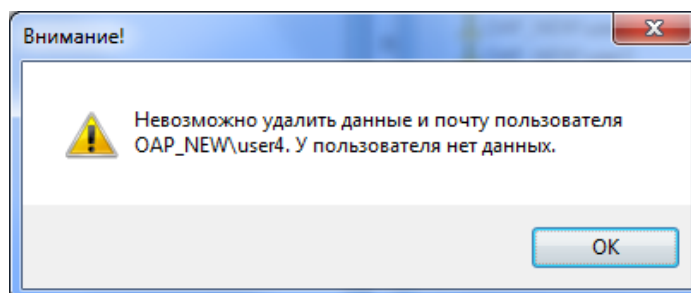 Внимание!
Невозможно удалить данные и почту пользователя
OAP_NEW\user4. У пользователя нет данных.
OK